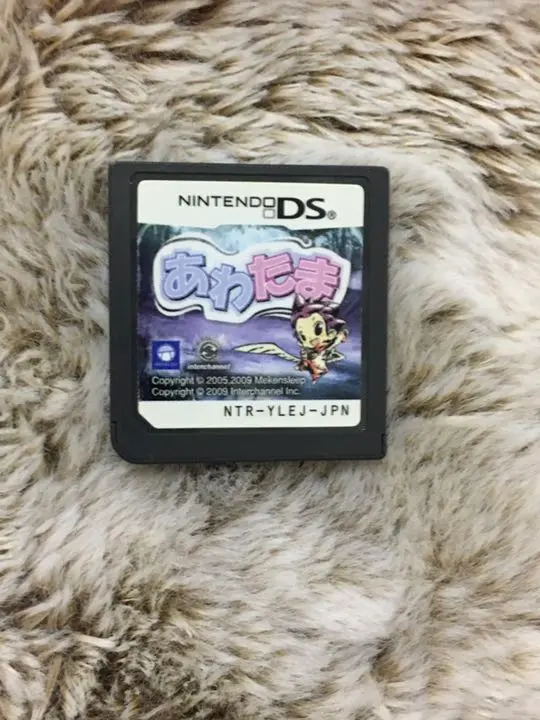 NINTENDO DS®
あわたま
interchannel
Copyright © 2005,2009 Mekensleep
Copyright © 2009 Interchannel Inc.
NTR-YLEJ-JPN